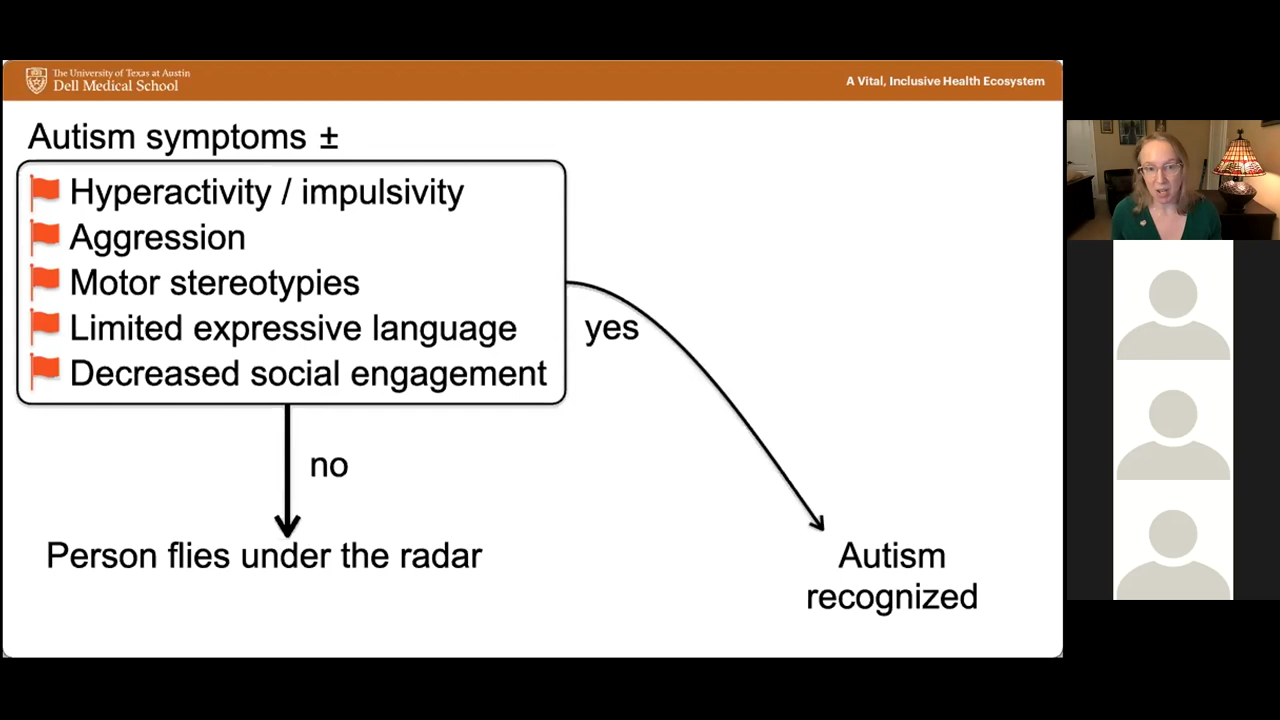 The University of Texas at Austin
Dell Medical School
A Vital, Inclusive Health Ecosystem
Autism symptoms ±
Hyperactivity / impulsivity
Aggression
Motor stereotypies
Limited expressive language
Decreased social engagement
yes
no
Person flies under the radar
Autism
recognized